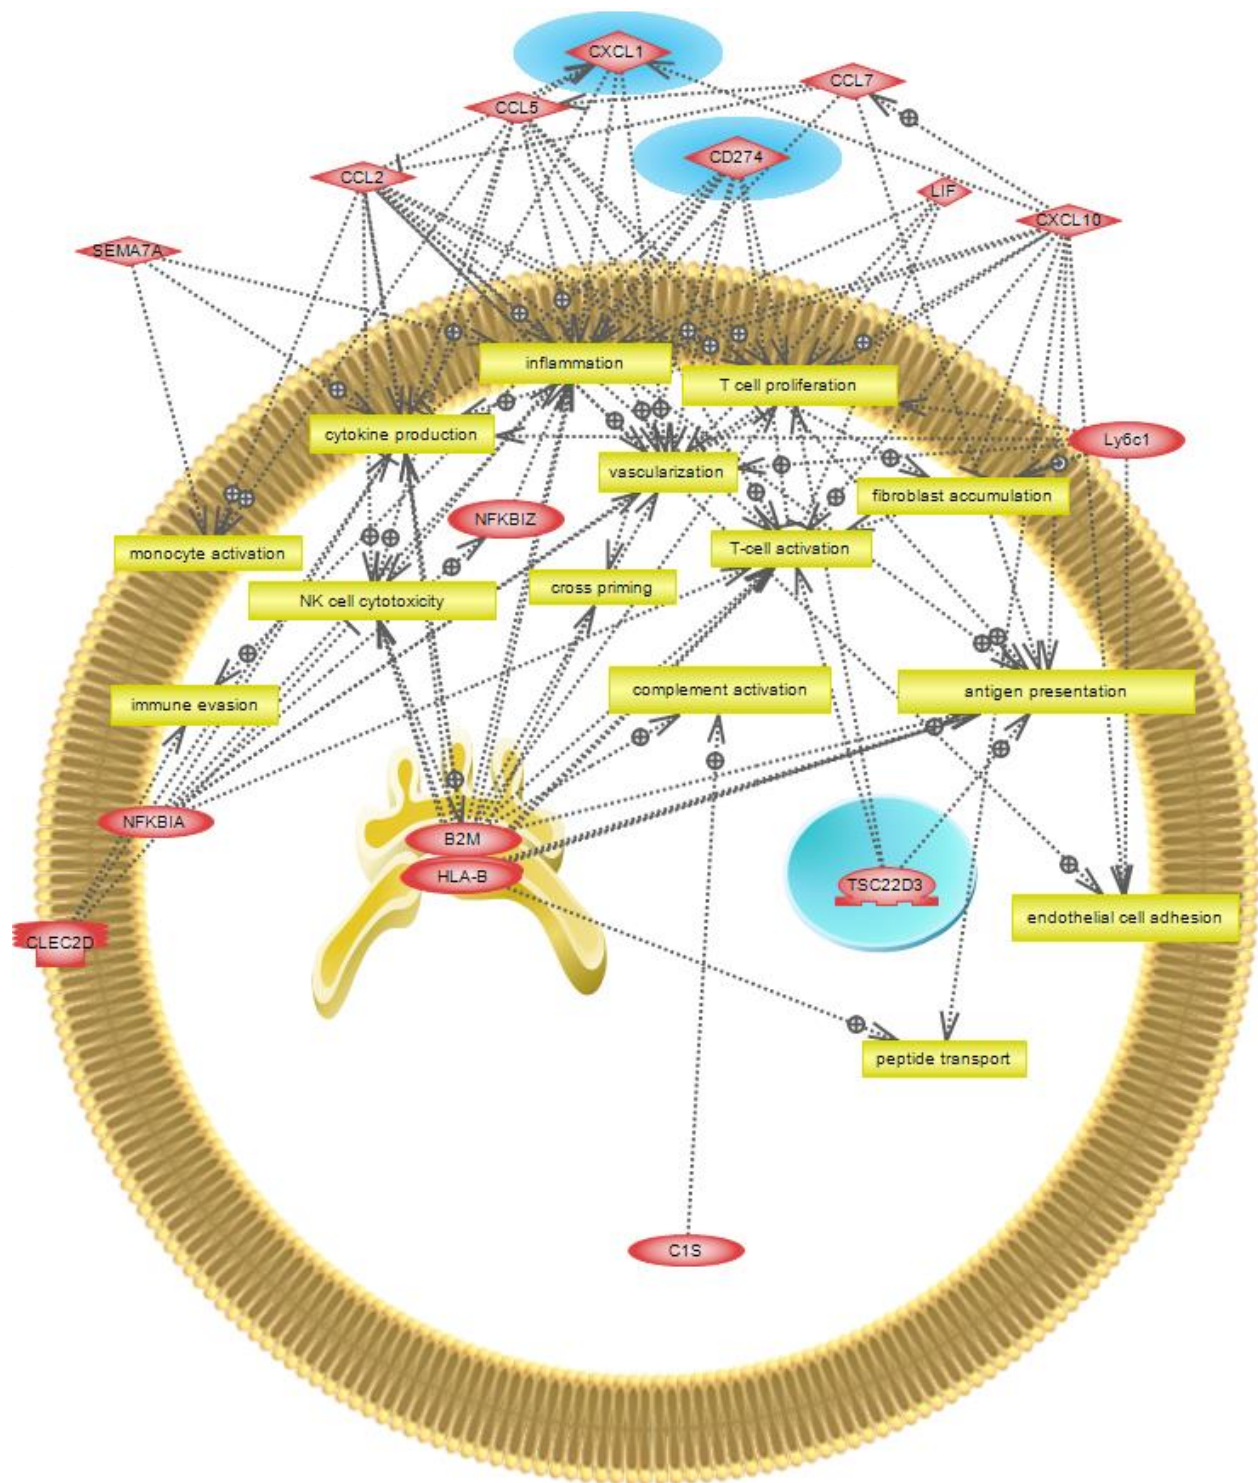 CXCL1
CCL7
CCL5
CD274
CCL2
LIF
CXCL10
SEMA7A
inflammation
T cell proliferation
cytokine production
Ly6c1
vascularization
fibroblast accumulation
NFKBIZ
monocyte activation
T-cell activation
cross priming
NK cell cytotoxicity
complement activation
antigen presentation
immune evasion
NFKBIA
B2M
HLA-B
TSC22D3
endothelial cell adhesion
CLEC2D
peptide transport
C1S